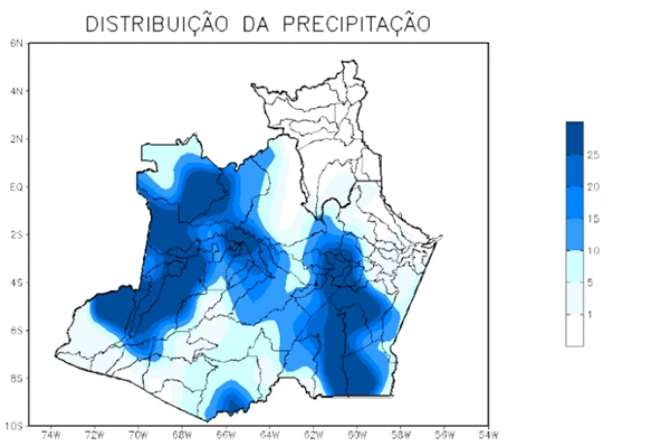 DISTRIBUIÇÃO DA PRECIPITAÇÃO
6N
4N
2N
EQ
2S
4S
6S
8S
10S
74W 72W 70W 68W 66W 64W 62W 60W 58W 56W 54W
25
20
15
10
5
1